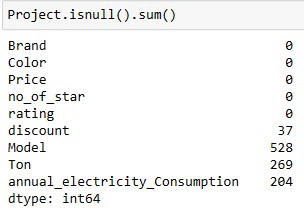 Project.isnull().sum()
Brand 0
Color 0
Price 0
no_of_star 0
rating 0
discount 37
Model 528
Ton 269
annual_electricity_Consumption 204
dtype: int64